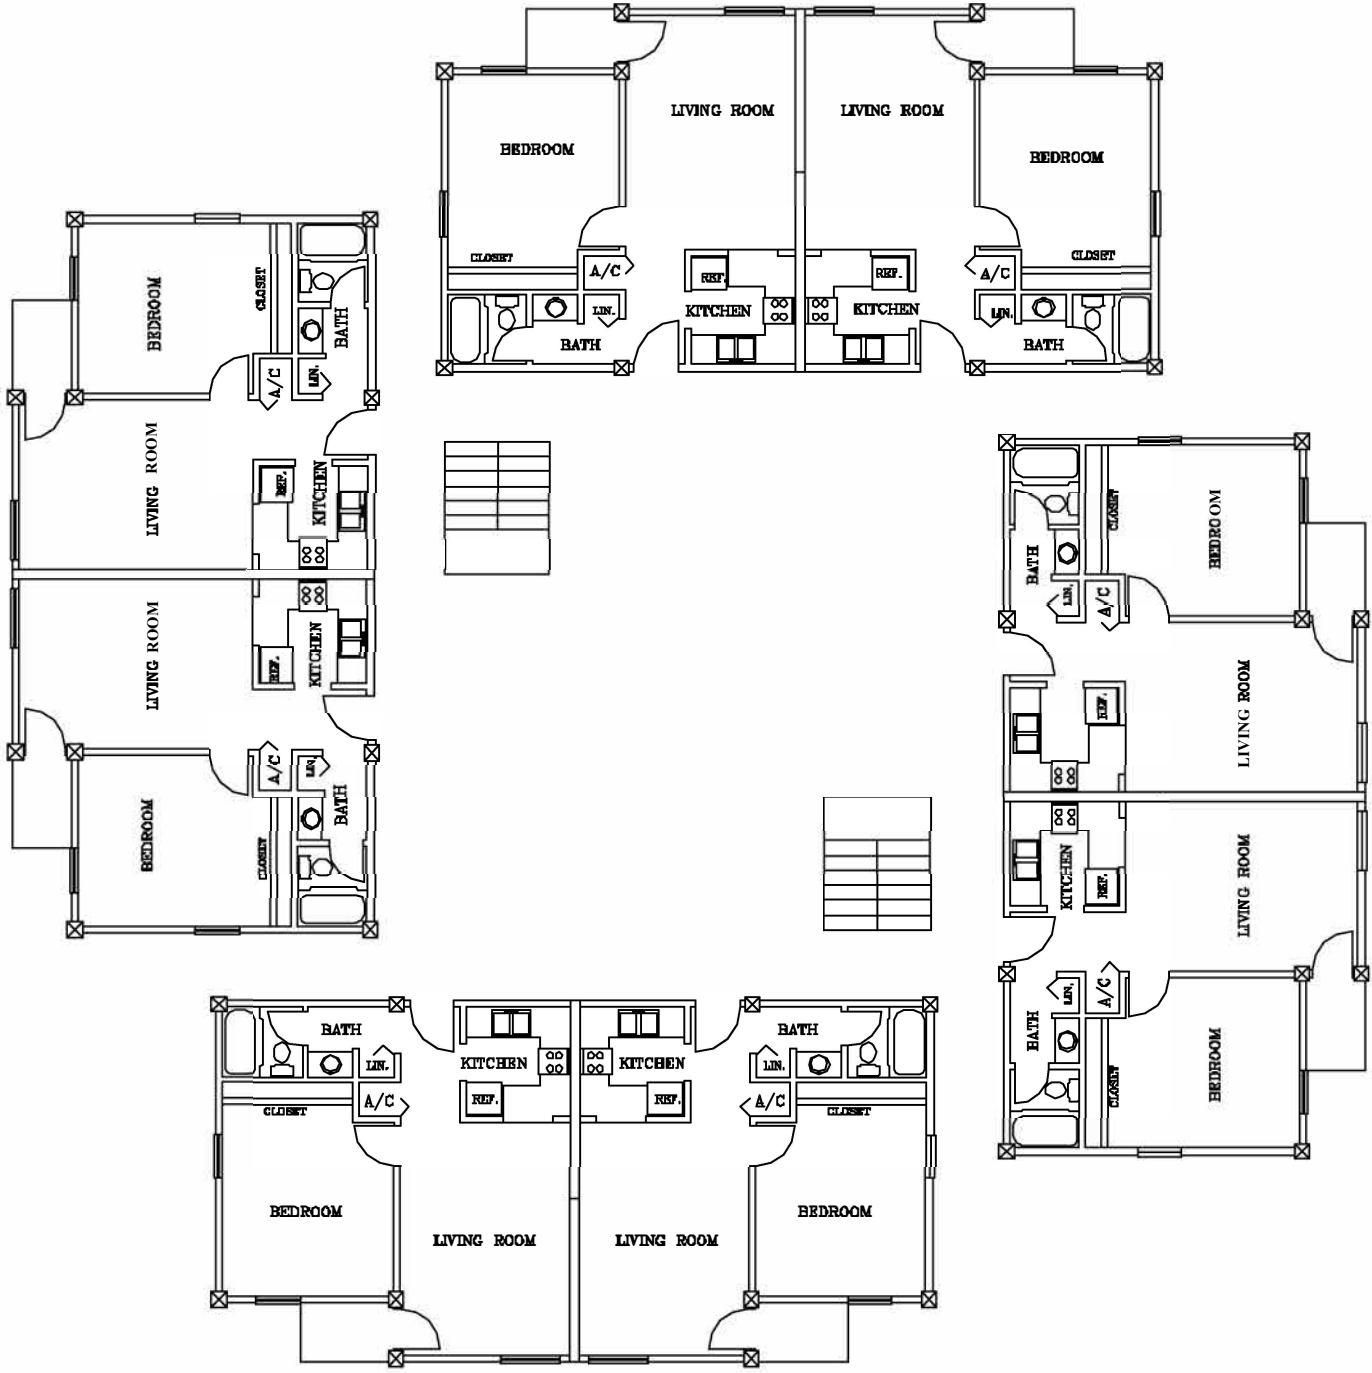 LIVING ROOM
LIVING ROOM
BEDROOM
BEDROOM
CLOSET
CLOSET
A/C
REF.
REF.
A/C
LIN.
KITCHEN
KITCHEN
LIN.
BATH
BATH
BEDROOM
CLOSET
BATH
A/C
LIN.
LIVING ROOM
REF.
KITCHEN
LIVING ROOM
KITCHEN
REF.
A/C
LIN.
BATH
BEDROOM
CLOSET
CLOSET
BEDROOM
BATH
LIN.
A/C
LIVING ROOM
REF.
KITCHEN
REF.
LIVING ROOM
LIN.
A/C
BATH
CLOSET
BEDROOM
BATH
BATH
LIN.
KITCHEN
KITCHEN
LIN.
A/C
REF.
REF.
A/C
CLOSET
CLOSET
BEDROOM
BEDROOM
LIVING ROOM
LIVING ROOM